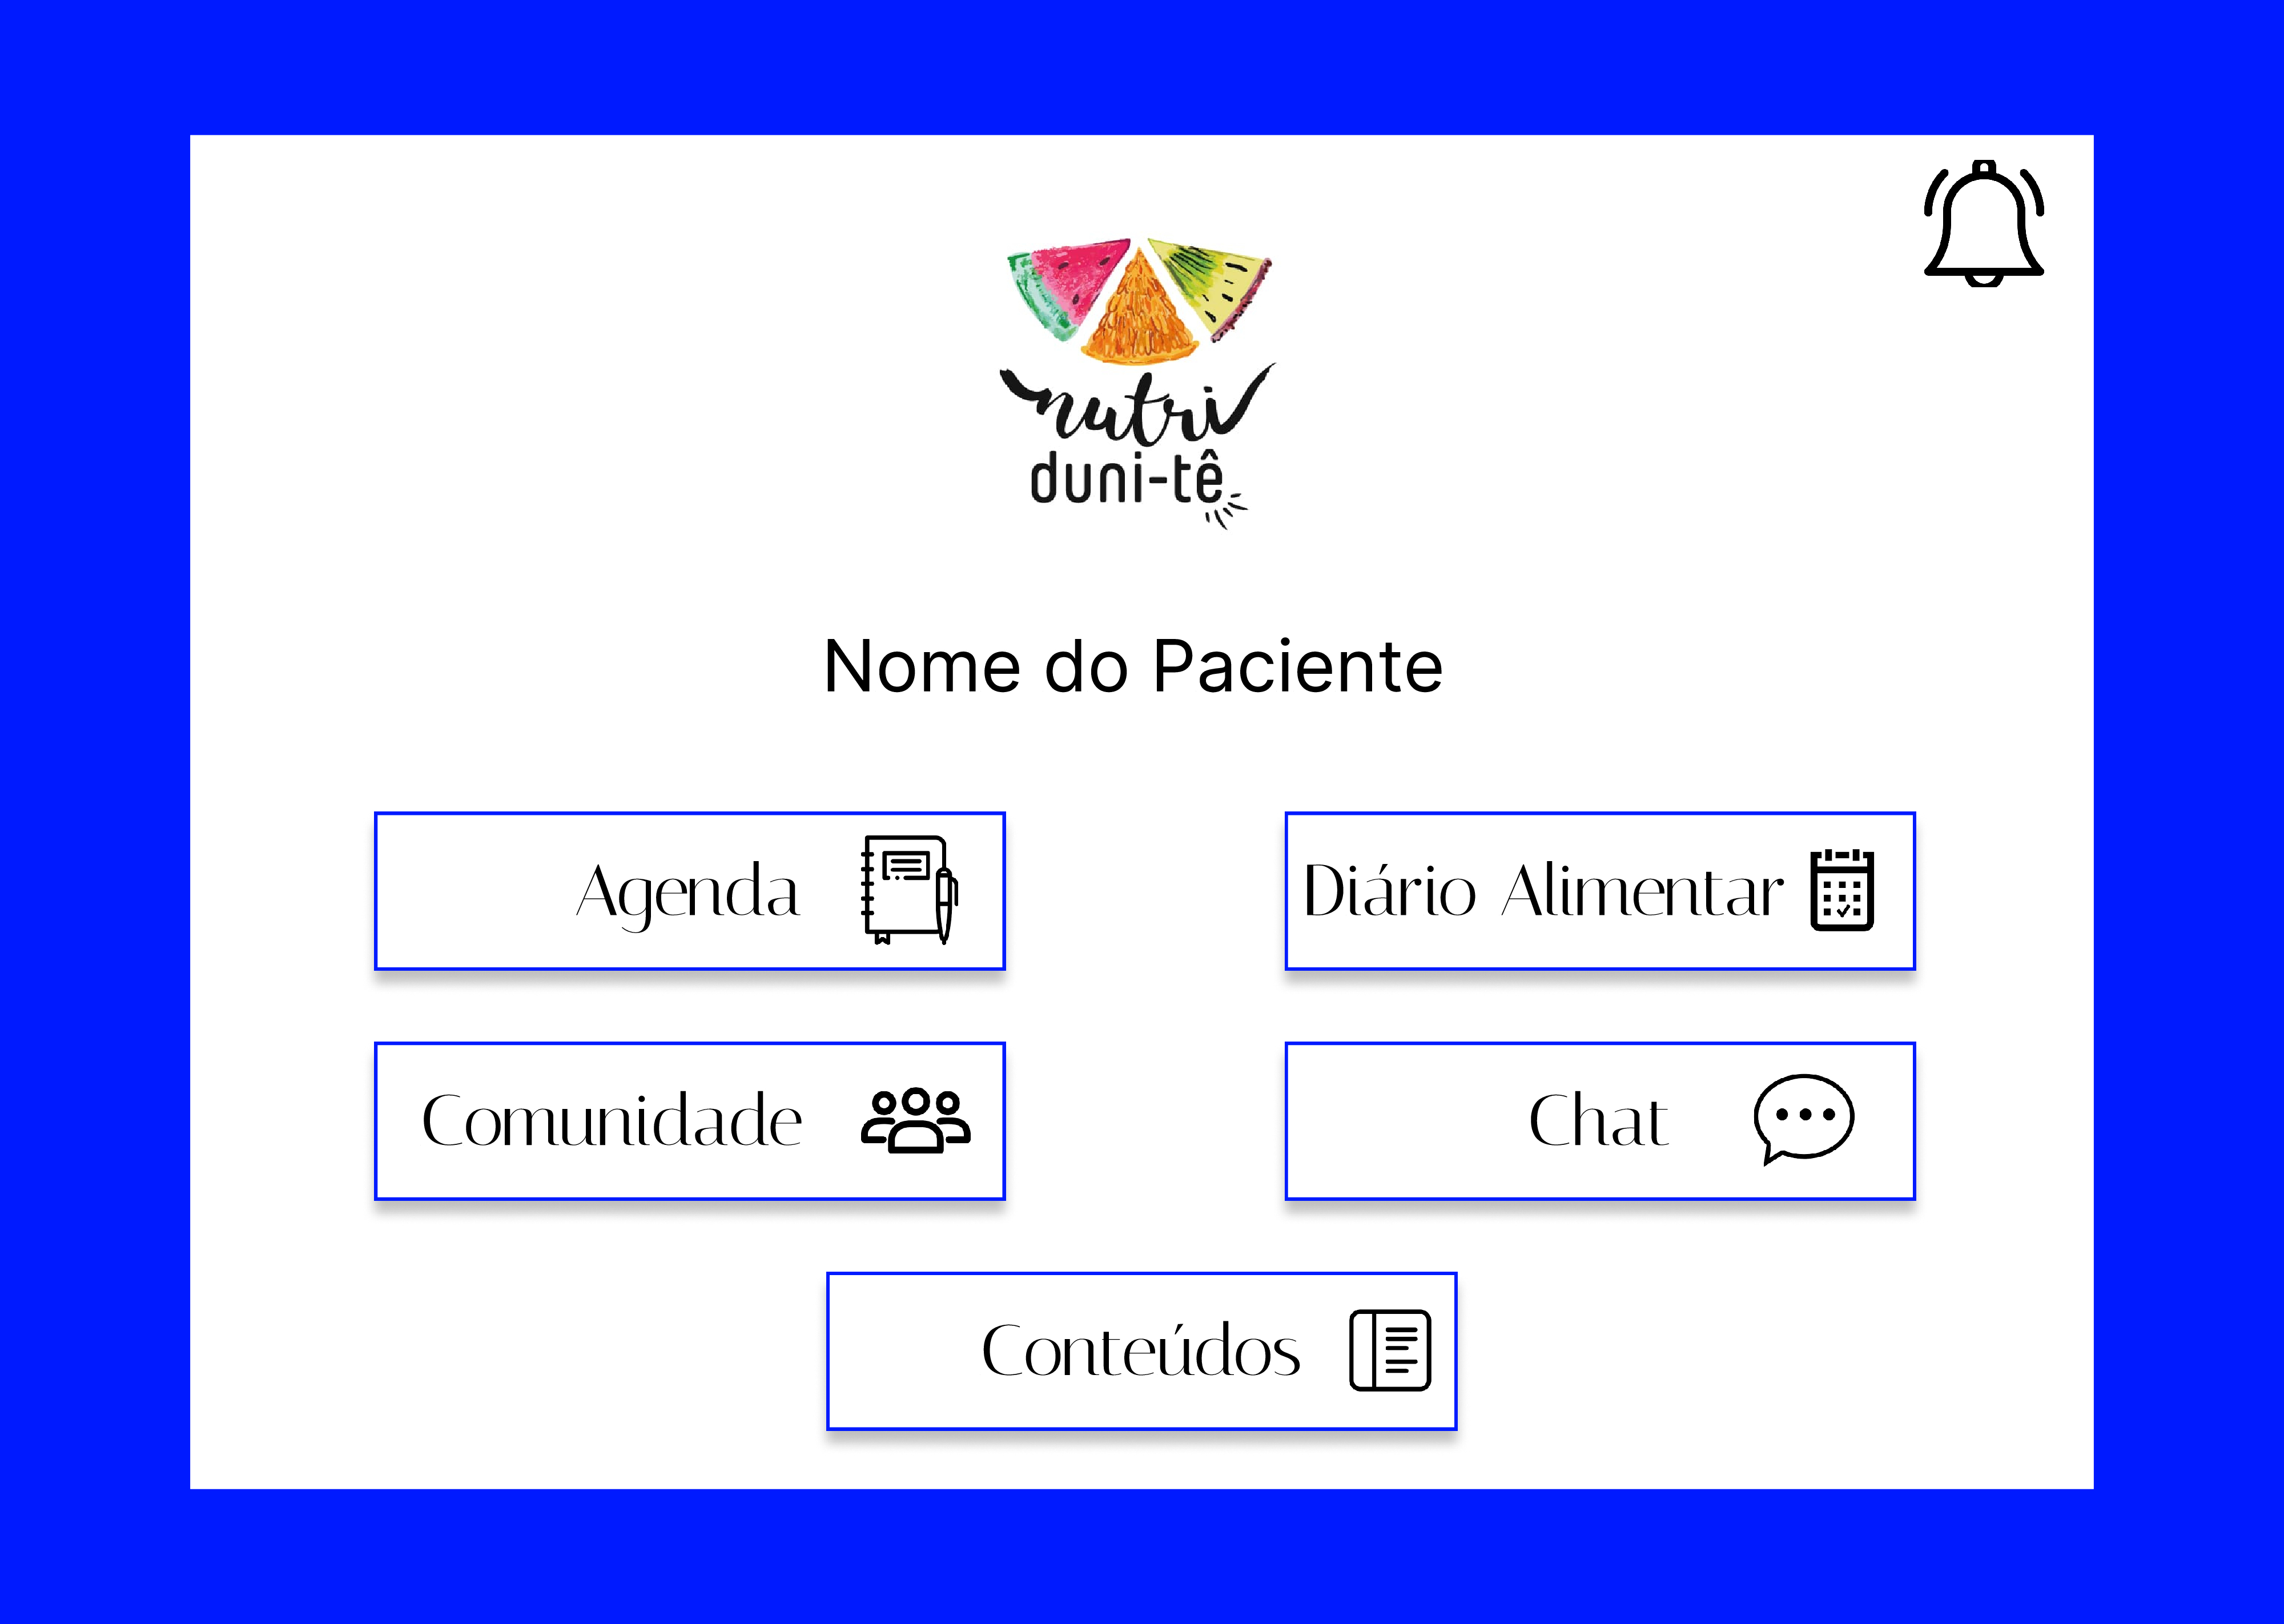 nutri
duni-tê
Nome do Paciente
Agenda
Diário Alimentar
Comunidade
Chat
Conteúdos